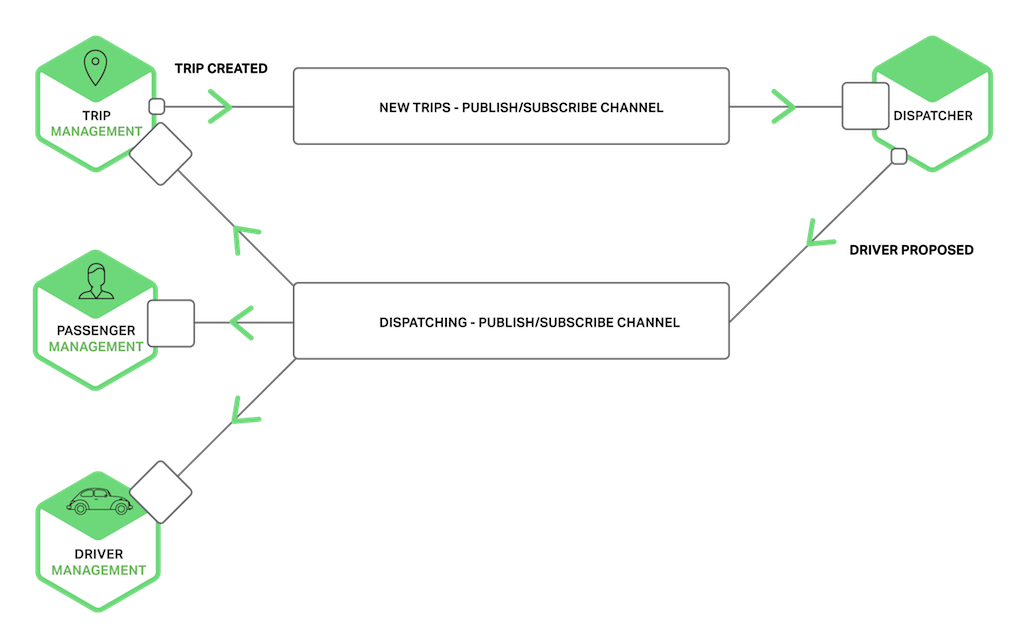 TRIP CREATED
TRIP
MANAGEMENT
NEW TRIPS - PUBLISH/SUBSCRIBE CHANNEL
DISPATCHER
DRIVER PROPOSED
PASSENGER
MANAGEMENT
DISPATCHING - PUBLISH/SUBSCRIBE CHANNEL
DRIVER
MANAGEMENT